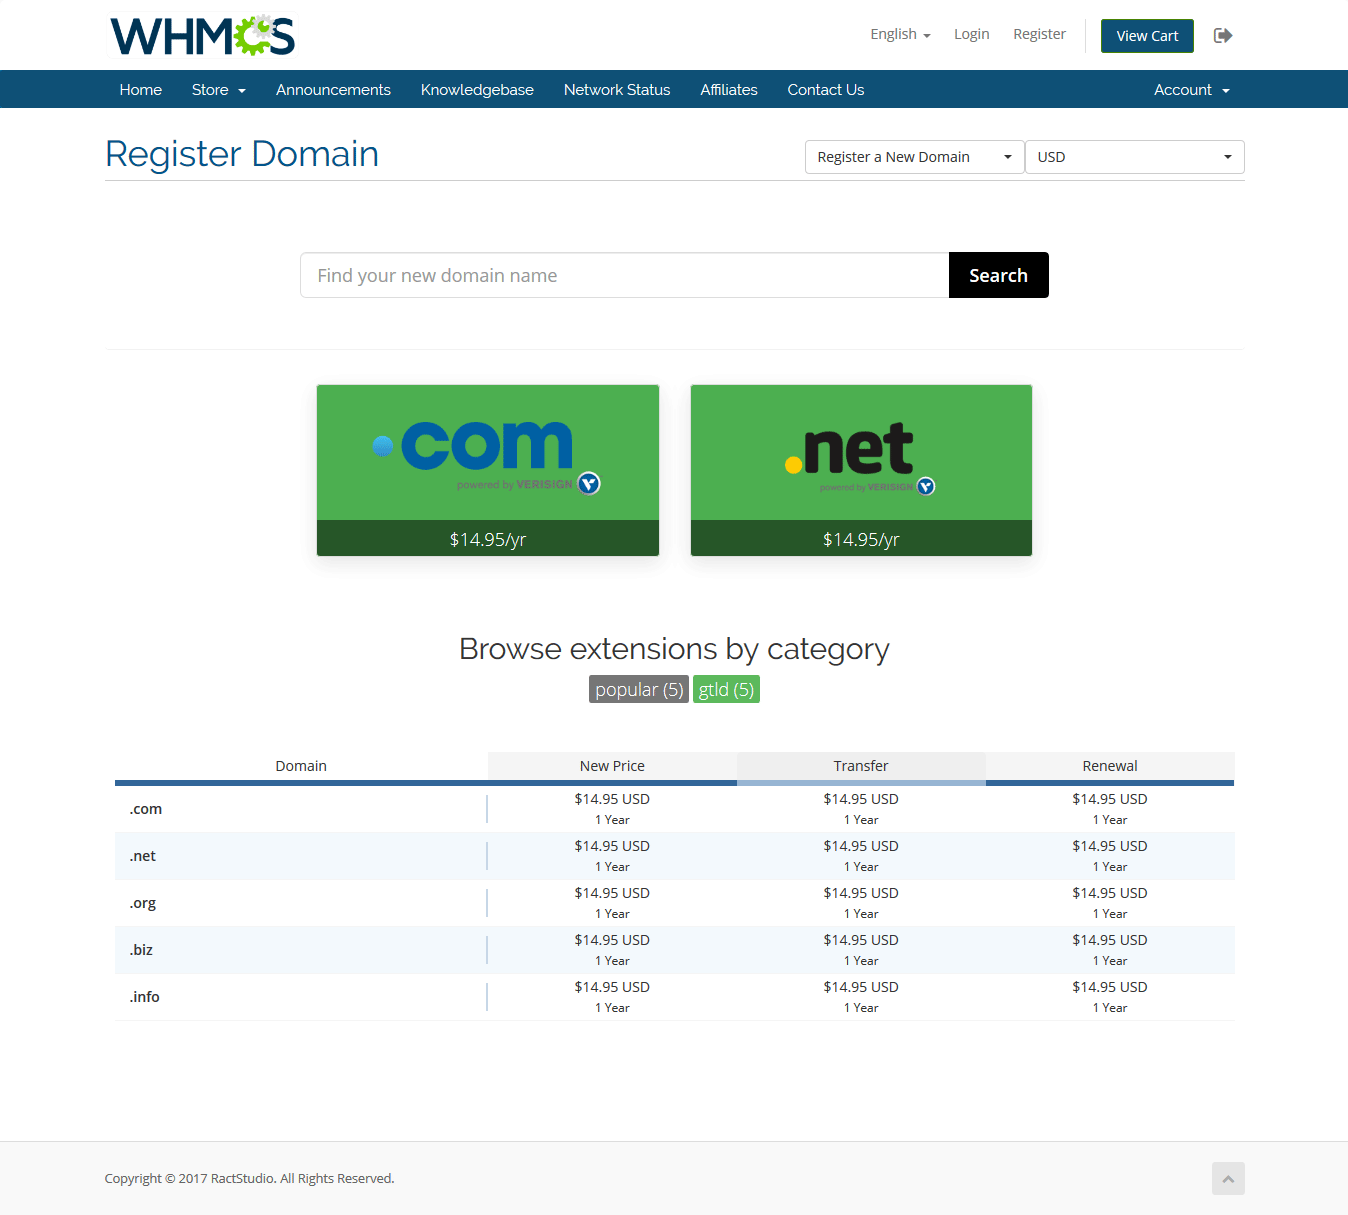 WHMCS
English Login Register View Cart
Home Store Announcements Knowledgebase Network Status Affiliates Contact Us Account
Register Domain
Register a New Domain USD
Find your new domain name Search
.com
powered by VERISIGN
$14.95/yr
.net
powered by VERISIGN
$14.95/yr
Browse extensions by category
popular (5) gtld (5)
Domain New Price Transfer Renewal
.com $14.95 USD $14.95 USD $14.95 USD
1 Year 1 Year 1 Year
.net $14.95 USD $14.95 USD $14.95 USD
1 Year 1 Year 1 Year
.org $14.95 USD $14.95 USD $14.95 USD
1 Year 1 Year 1 Year
.biz $14.95 USD $14.95 USD $14.95 USD
1 Year 1 Year 1 Year
.info $14.95 USD $14.95 USD $14.95 USD
1 Year 1 Year 1 Year
Copyright © 2017 RactStudio. All Rights Reserved.